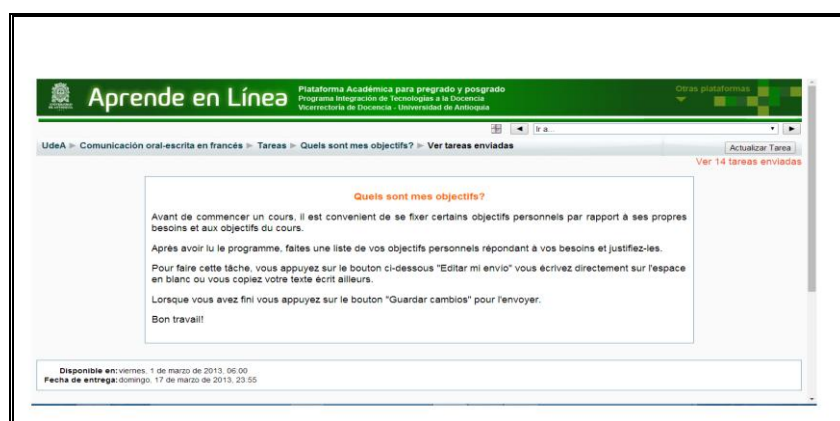 Aprende en Línea
Plataforma Académica para pregrado y posgrado
Programa Integración de Tecnologías a la Docencia
Vicerrectoría de Docencia - Universidad de Antioquia
Otras plataformas
Ir a...
UdeA ► Comunicación oral-escrita en francés ► Tareas ► Quels sont mes objectifs? ► Ver tareas enviadas
Actualizar Tarea
Ver 14 tareas enviadas
Quels sont mes objectifs?
Avant de commencer un cours, il est convenient de se fixer certains objectifs personnels par rapport à ses propres
besoins et aux objectifs du cours.
Après avoir lu le programme, faites une liste de vos objectifs personnels répondant à vos besoins et justifiez-les.
Pour faire cette tâche, vous appuyez sur le bouton ci-dessous "Editar mi envio" vous écrivez directement sur l'espace
en blanc ou vous copiez votre texte écrit ailleurs.
Lorsque vous avez fini vous appuyez sur le bouton "Guardar cambios" pour l'envoyer.
Bon travail!
Disponible en: viernes, 1 de marzo de 2013, 06:00
Fecha de entrega: domingo, 17 de marzo de 2013, 23:55